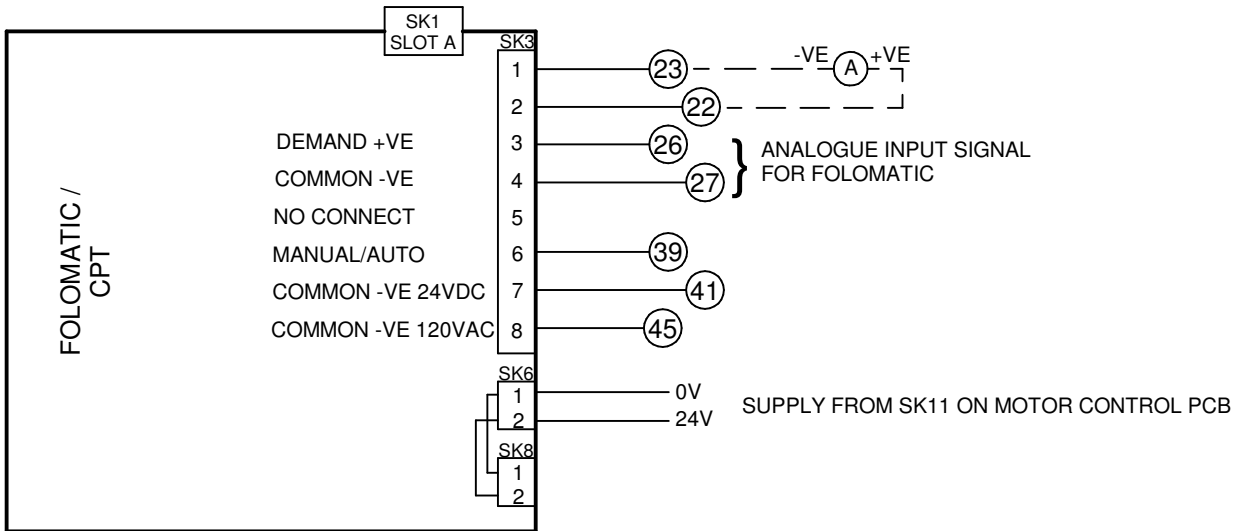 SK1
SLOT A
SK3
1 23 -VE A +VE
2 22
DEMAND +VE 3 26
COMMON -VE 4 27
ANALOGUE INPUT SIGNAL
FOR FOLOMATIC
NO CONNECT 5
MANUAL/AUTO 6 39
COMMON -VE 24VDC 7 41
COMMON -VE 120VAC 8 45
FOLOMATIC /
CPT
SK6
1 0V
2 24V
SUPPLY FROM SK11 ON MOTOR CONTROL PCB
SK8
1
2